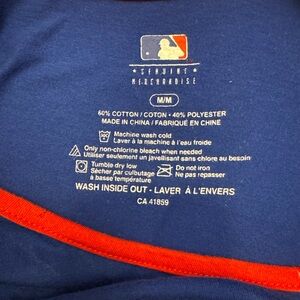 GENUINE
MERCHANDISE
M/M
60% COTTON / COTON • 40% POLYESTER
MADE IN CHINA / FABRIQUE EN CHINE
Machine wash cold
Laver à la machine à l'eau froide
Only non-chlorine bleach when needed
Utiliser seulement un javellisant sans chlore au besoin
Tumble dry low
Sécher par culbutage
à basse température
Do not iron
Ne pas repasser
WASH INSIDE OUT - LAVER À L'ENVERS
CA 41859